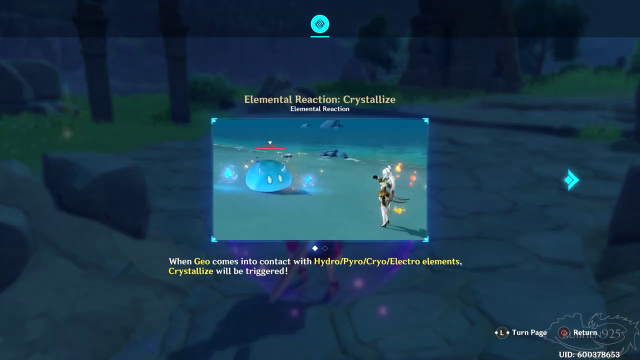 Elemental Reaction: Crystallize
Elemental Reaction
When Geo comes into contact with Hydro/Pyro/Cryo/Electro elements,
Crystallize will be triggered!
L Turn Page
Return
UID: 600378653